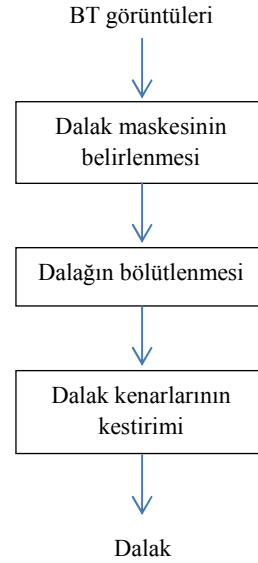 BT görüntüleri
Dalak maskesinin
belirlenmesi
Dalağın bölütlenmesi
Dalak kenarlarının
kestirimi
Dalak